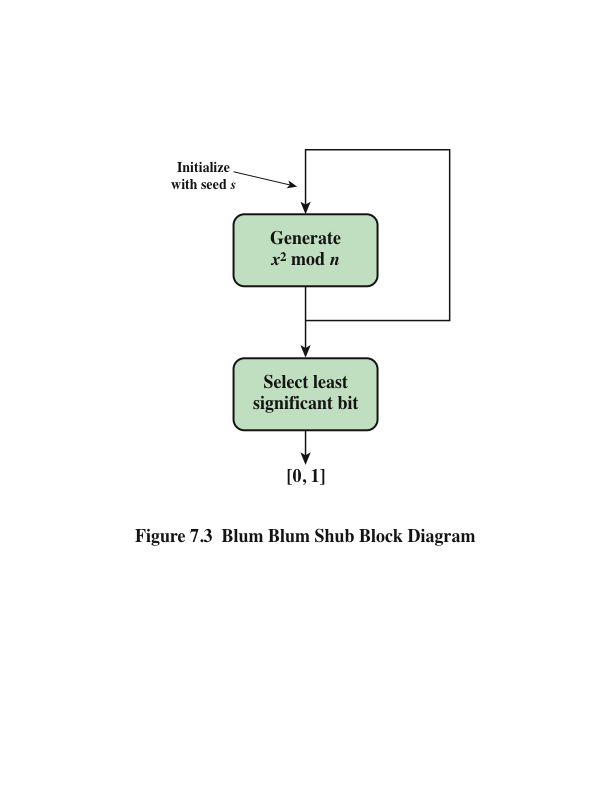 Initialize
with seed s
Generate
x² mod n
Select least
significant bit
[0, 1]
Figure 7.3 Blum Blum Shub Block Diagram